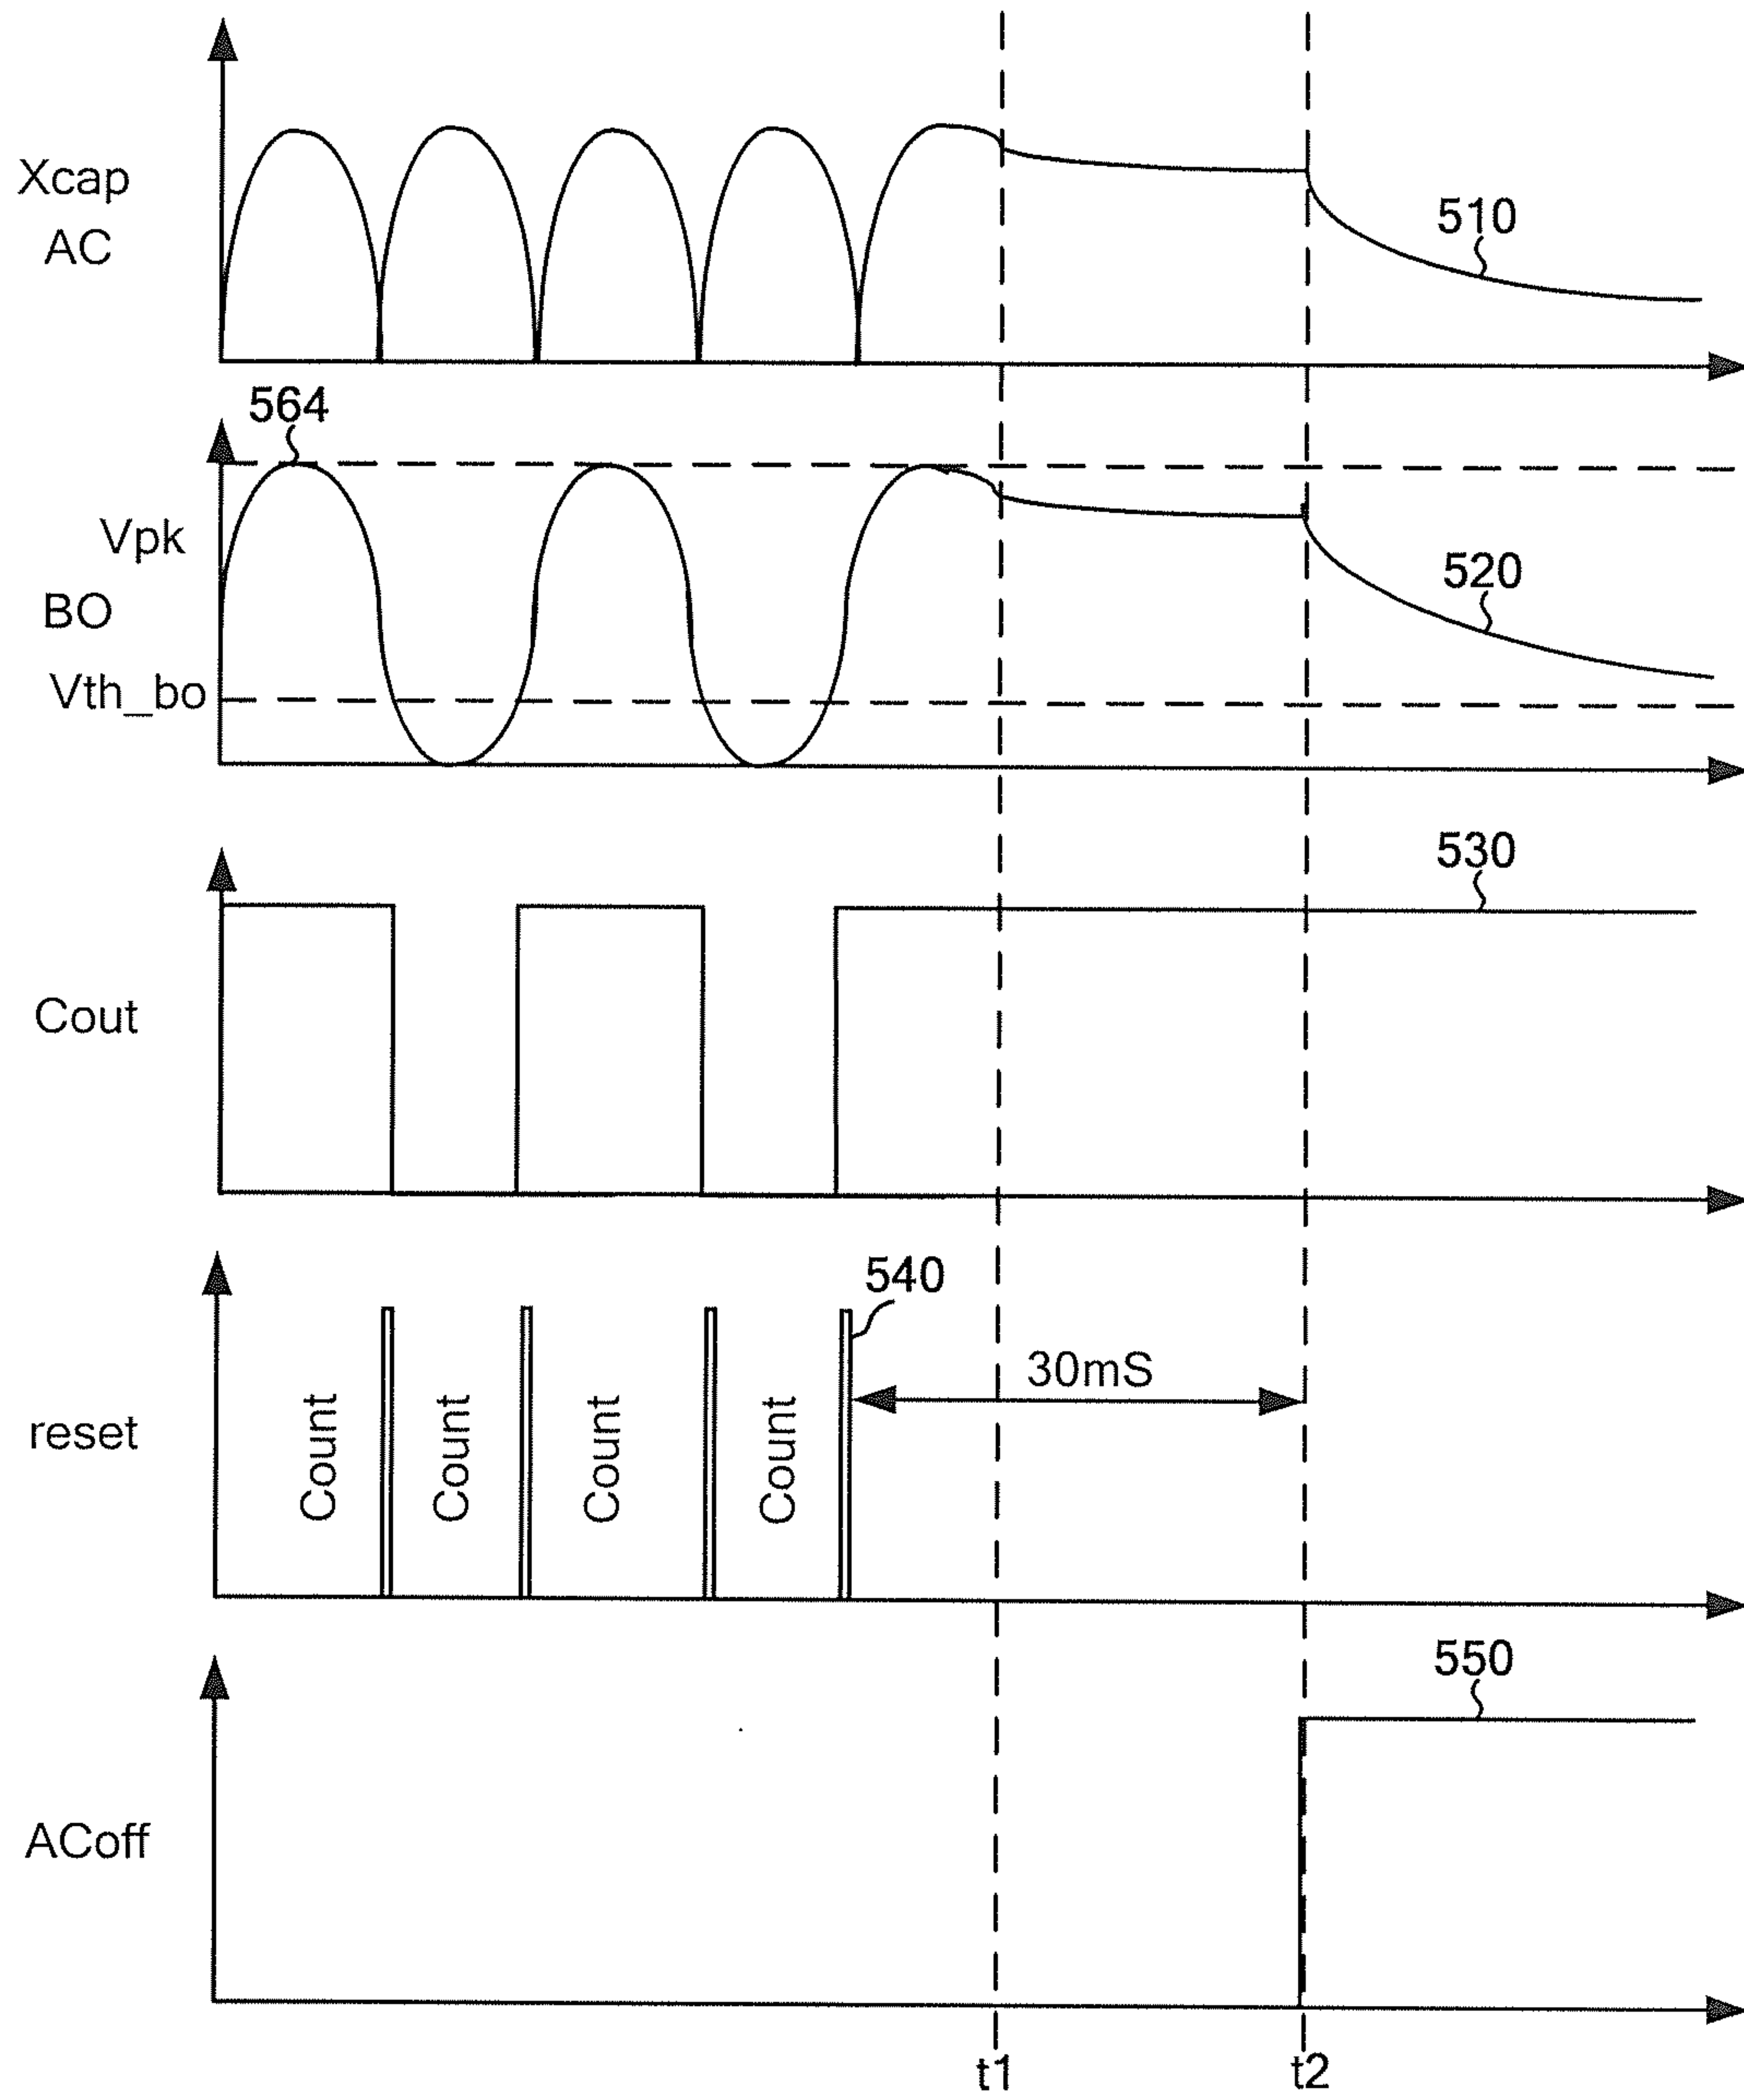 Xcap
AC
510
564
Vpk
BO
Vth_bo
520
530
Cout
540
30mS
reset
Count
Count
Count
Count
550
ACoff
t1
t2